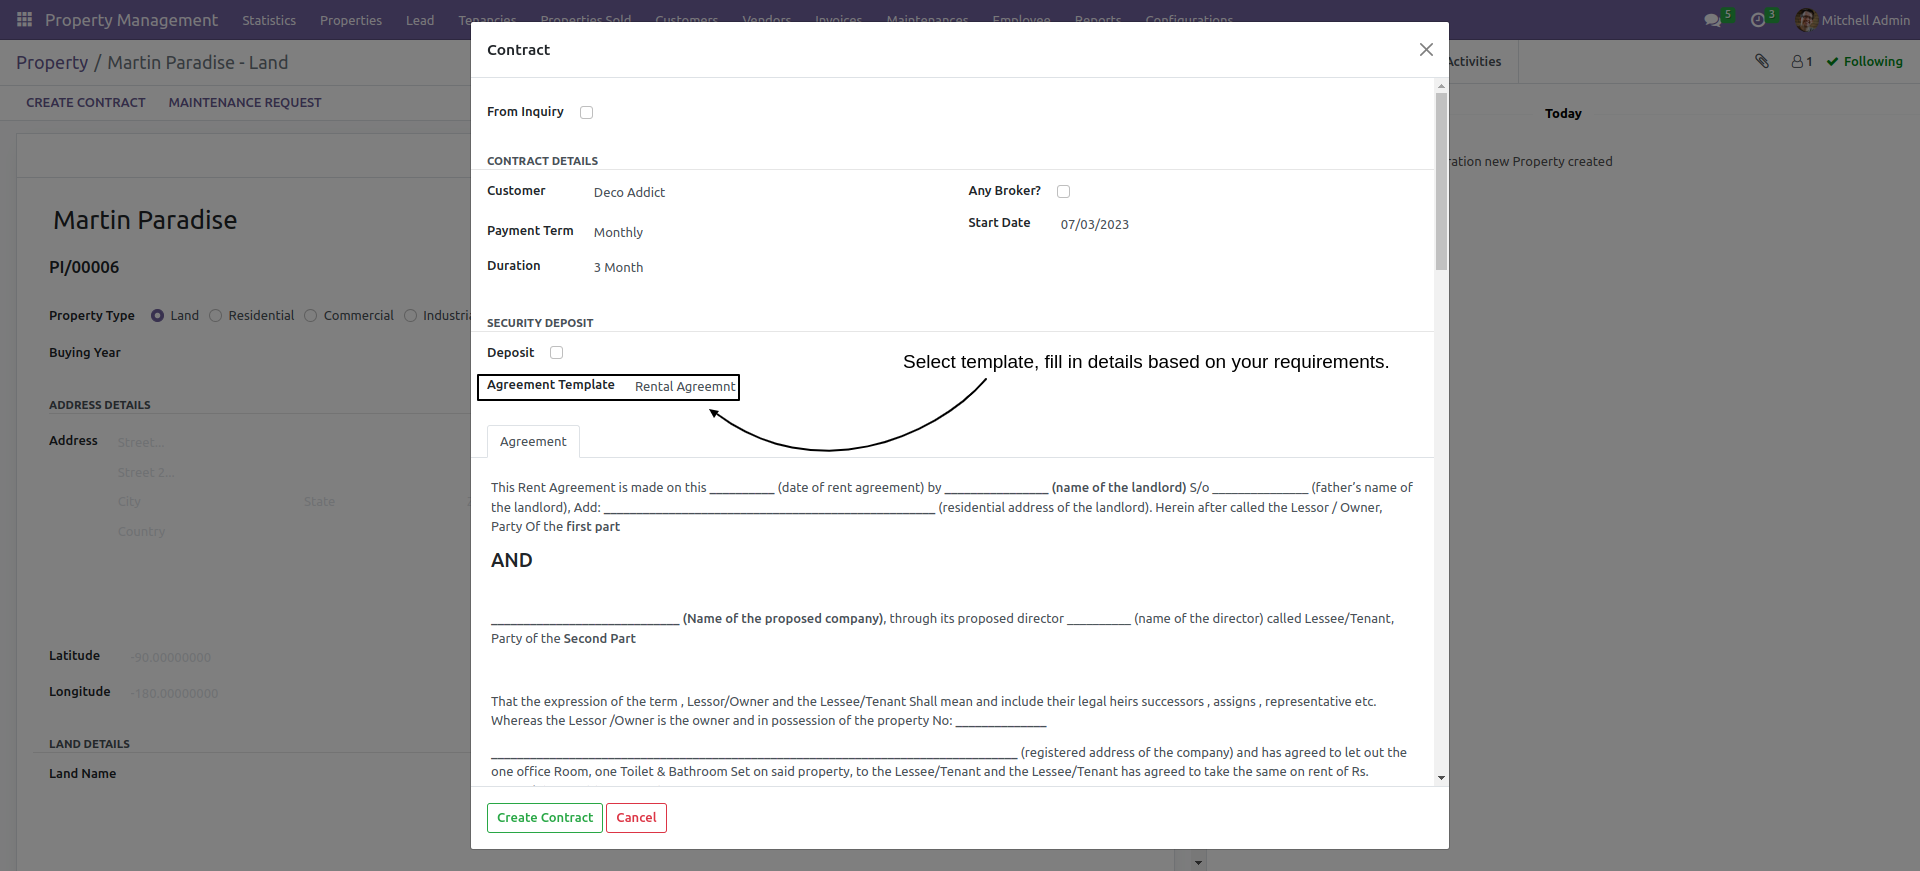 Property Management Statistics Properties Lead Tenancies Properties Sold Customers Vendors Invoices Maintenances Employee Reports Configurations 5 3 Mitchell Admin
Property / Martin Paradise - Land
Activities 1 Following
CREATE CONTRACT MAINTENANCE REQUEST
Today
Property created
Martin Paradise
PI/00006
Property Type Land Residential Commercial
Buying Year
ADDRESS DETAILS
Address Street...
Street 2...
City State
Country
Latitude -90.00000000
Longitude -180.00000000
LAND DETAILS
Land Name
Contract
From Inquiry
CONTRACT DETAILS
Customer Deco Addict Any Broker?
Start Date 07/03/2023
Payment Term Monthly
Duration 3 Month
SECURITY DEPOSIT
Deposit
Select template, fill in details based on your requirements.
Agreement Template Rental Agreemnt
Agreement
This Rent Agreement is made on this __________ (date of rent agreement) by ________________ (name of the landlord) S/o _______________ (father's name of
the landlord), Add: ____________________________________________________ (residential address of the landlord). Herein after called the Lessor / Owner,
Party Of the first part
AND
_____________________________ (Name of the proposed company), through its proposed director __________ (name of the director) called Lessee/Tenant,
Party of the Second Part
That the expression of the term , Lessor/Owner and the Lessee/Tenant Shall mean and include their legal heirs successors , assigns , representative etc.
Whereas the Lessor /Owner is the owner and in possession of the property No: ______________
_________________________________________________________________________________ (registered address of the company) and has agreed to let out the
one office Room, one Toilet & Bathroom Set on said property, to the Lessee/Tenant and the Lessee/Tenant has agreed to take the same on rent of Rs.
Create Contract Cancel